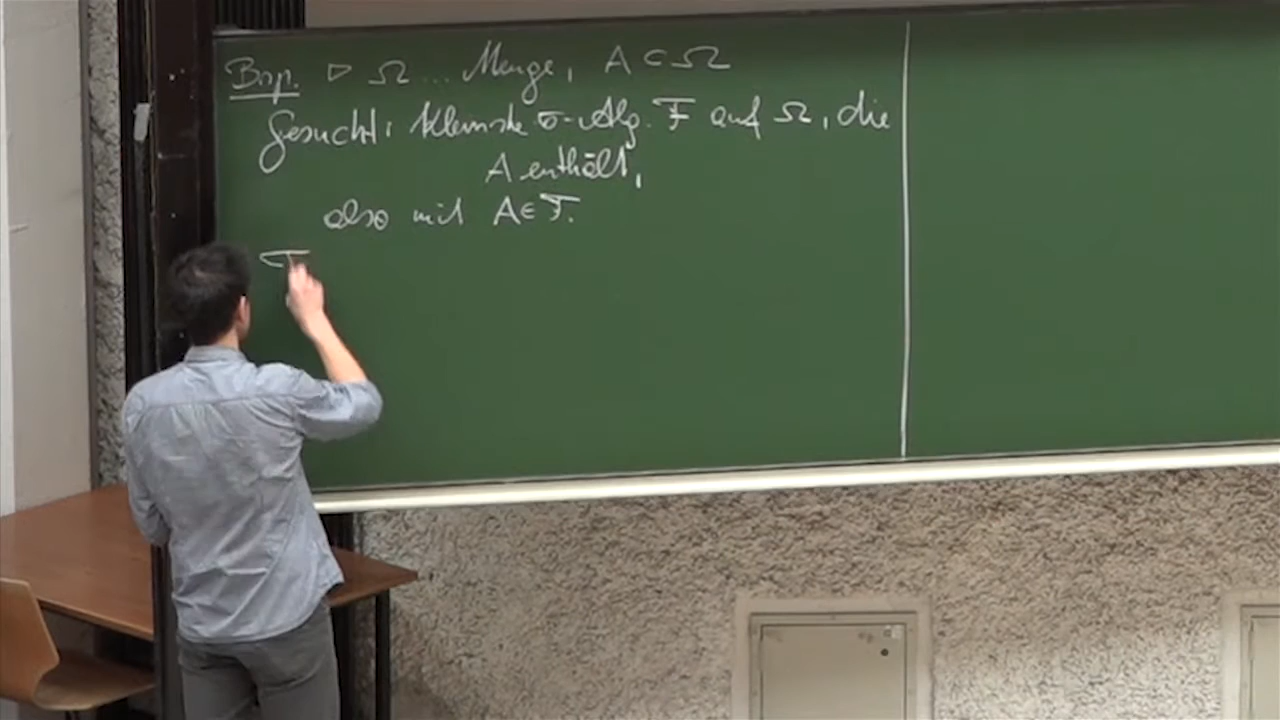 Bsp. ▷ Ω ... Menge, A ⊂ Ω
Gesucht: Kleinste σ-Alg. ℱ auf Ω, die
A enthält,
also mit A ∈ ℱ.
ℱ